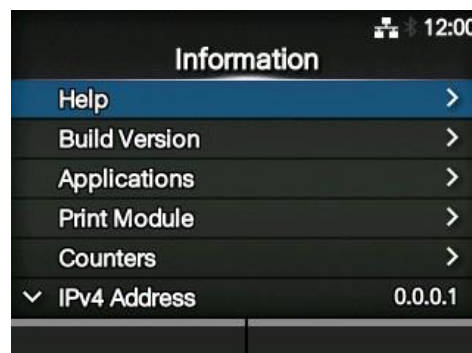 12:00
Information
Help
Build Version
Applications
Print Module
Counters
IPv4 Address 0.0.0.1